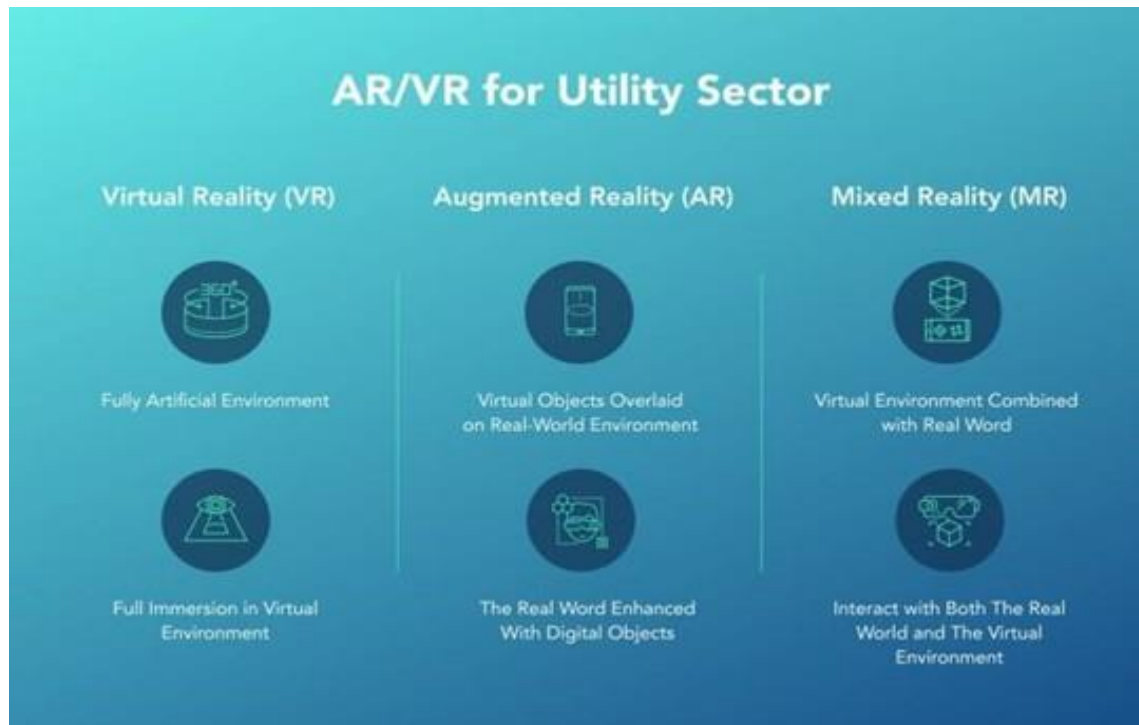 AR/VR for Utility Sector
Virtual Reality (VR)
Augmented Reality (AR)
Mixed Reality (MR)
360°
Fully Artificial Environment
Virtual Objects Overlaid
on Real-World Environment
Virtual Environment Combined
with Real Word
Full Immersion in Virtual
Environment
The Real Word Enhanced
With Digital Objects
Interact with Both The Real
World and The Virtual
Environment